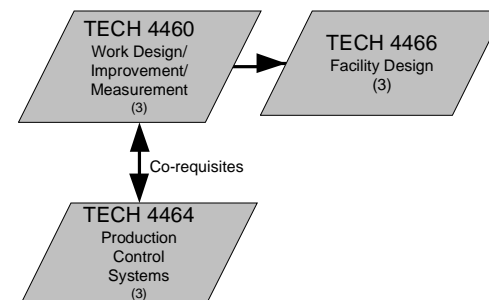 TECH 4460
Work Design/
Improvement/
Measurement
(3)
TECH 4466
Facility Design
(3)
Co-requisites
TECH 4464
Production
Control
Systems
(3)